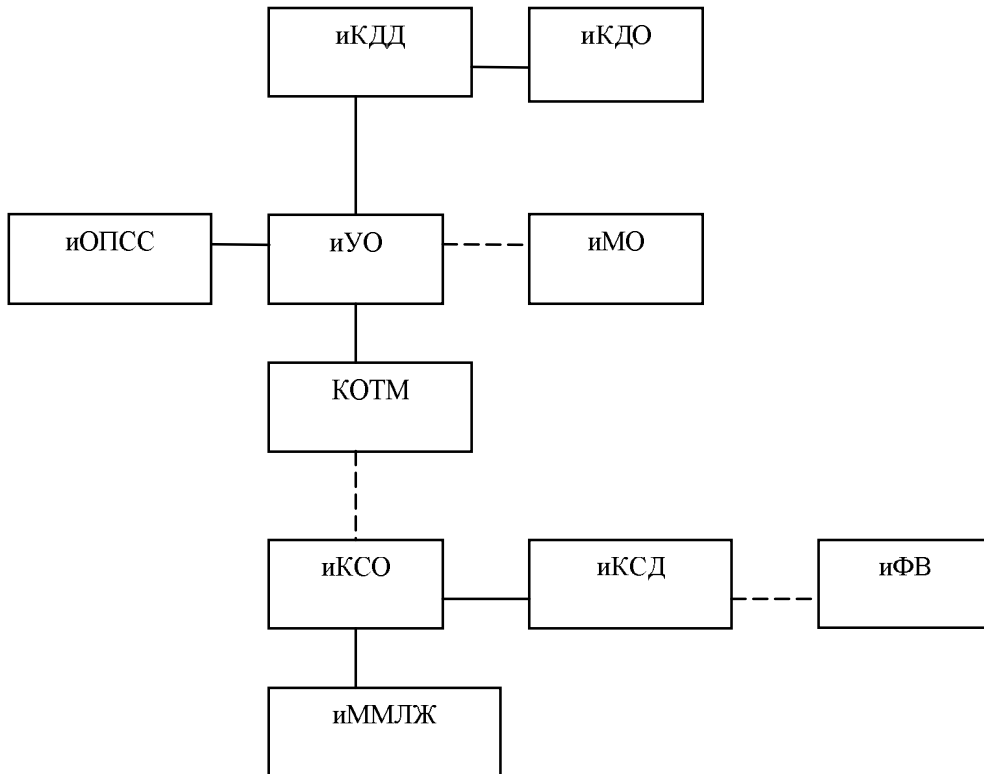 иКДД
иКДО
иОПСС
иУО
иМО
КОТМ
иКСО
иКСД
иФВ
иММЛЖ